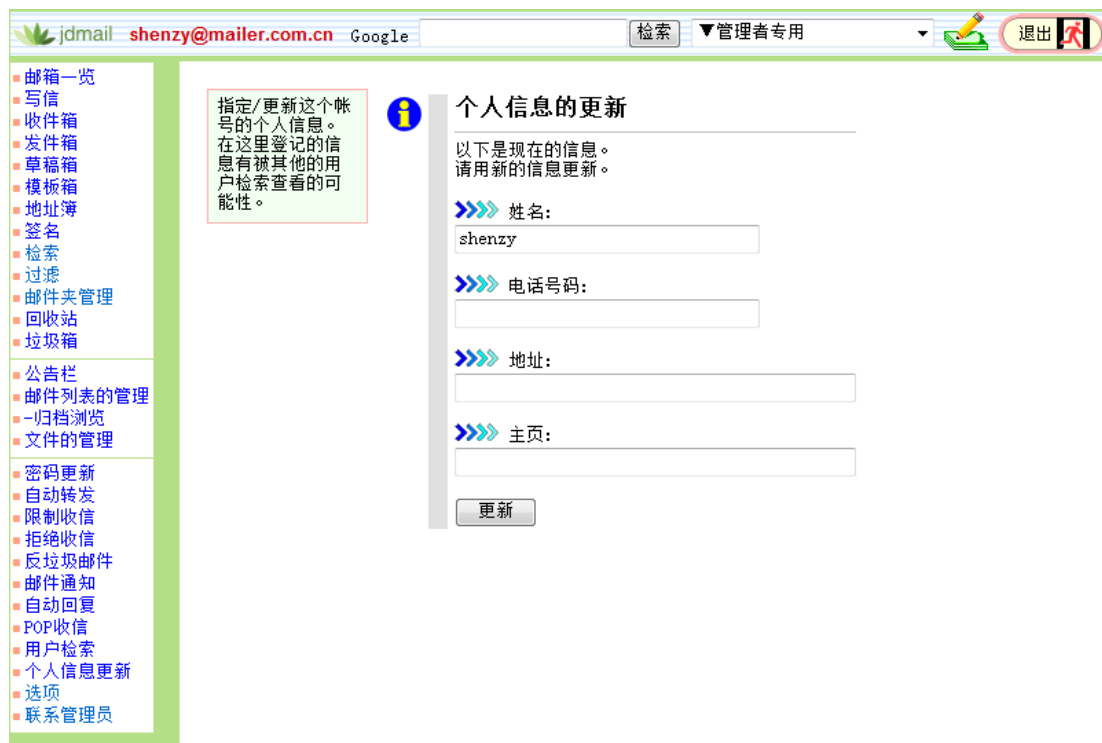 jdmail shenzy@mailer.com.cn Google 检索 ▼管理者专用 退出
邮箱一览
写信
收件箱
发件箱
草稿箱
模板箱
地址簿
签名
检索
过滤
邮件夹管理
回收站
垃圾箱
公告栏
邮件列表的管理
-归档浏览
文件的管理
密码更新
自动转发
限制收信
拒绝收信
反垃圾邮件
邮件通知
自动回复
POP收信
用户检索
个人信息更新
选项
联系管理员
指定/更新这个帐
号的个人信息。
在这里登记的信
息有被其他的用
户检索查看的可
能性。
个人信息的更新
以下是现在的信息。
请用新的信息更新。
姓名:
shenzy
电话号码:
地址:
主页:
更新